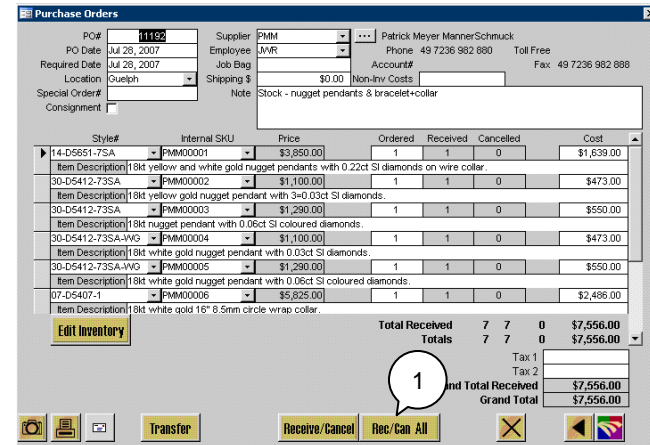 Purchase Orders
PO# 11192 Supplier PMM ... Patrick Meyer MannerSchmuck
PO Date Jul 28, 2007 Employee JWR Phone 49 7236 982 880 Toll Free
Required Date Jul 28, 2007 Job Bag Account# Fax 49 7236 982 888
Location Guelph Shipping $ $0.00 Non-Inv Costs
Special Order# Note Stock - nugget pendants & bracelet+collar
Consignment
Style# Internal SKU Price Ordered Received Cancelled Cost
14-D5651-7SA PMM00001 $3,850.00 1 1 0 $1,639.00
Item Description 18kt yellow and white gold nugget pendants with 0.22ct SI diamonds on wire collar.
30-D5412-73SA PMM00002 $1,100.00 1 1 0 $473.00
Item Description 18kt yellow gold nugget pendant with 3=0.03ct SI diamonds.
30-D5412-73SA PMM00003 $1,290.00 1 1 0 $550.00
Item Description 18kt nugget pendant with 0.06ct SI coloured diamonds.
30-D5412-73SA-WG PMM00004 $1,100.00 1 1 0 $473.00
Item Description 18kt white gold nugget pendant with 0.03ct SI diamonds.
30-D5412-73SA-WG PMM00005 $1,290.00 1 1 0 $550.00
Item Description 18kt white gold nugget pendant with 0.06ct SI coloured diamonds.
07-D5407-1 PMM00006 $5,825.00 1 1 0 $2,486.00
Item Description 18kt white gold 16" 8.5mm circle wrap collar.
Edit Inventory Total Received 7 7 0 $7,556.00
Totals 7 7 0 $7,556.00
Tax 1
Tax 2
1
nd Total Received $7,556.00
Grand Total $7,556.00
Transfer Receive/Cancel Rec/Can All